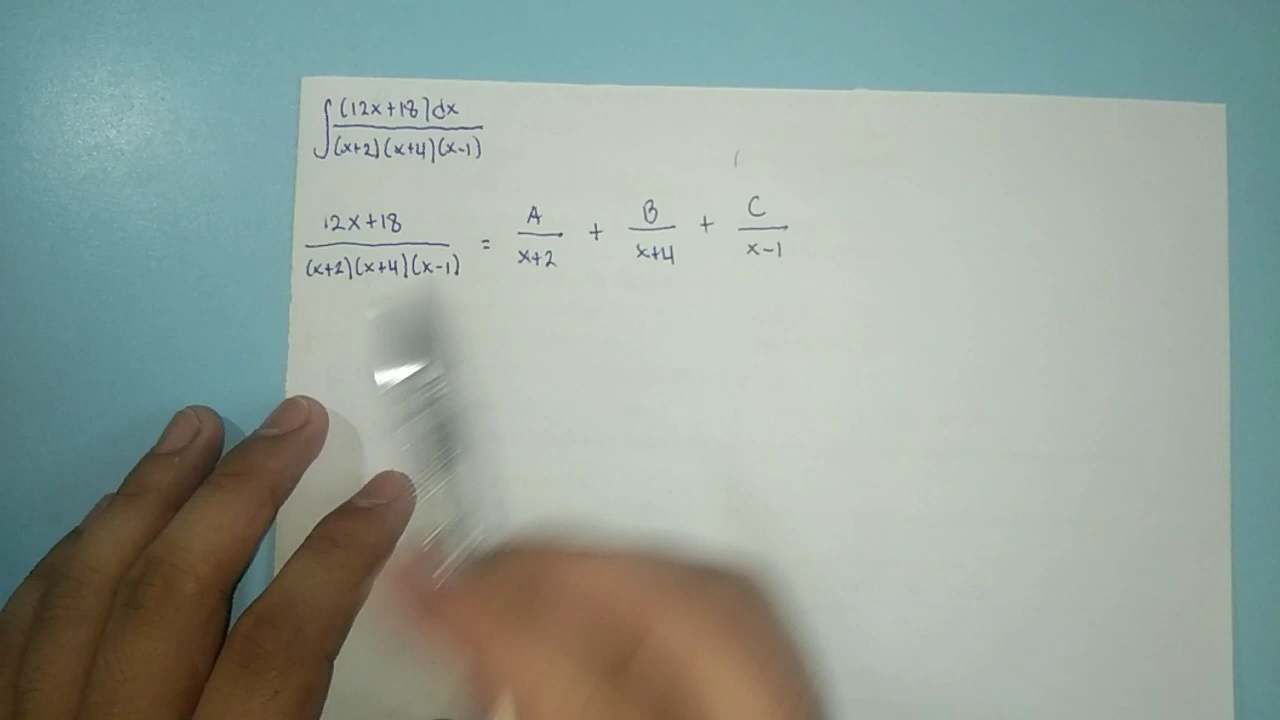 ∫ (12x+18)dx / (x+2)(x+4)(x-1)
12x+18 / (x+2)(x+4)(x-1) = A / x+2 + B / x+4 + C / x-1